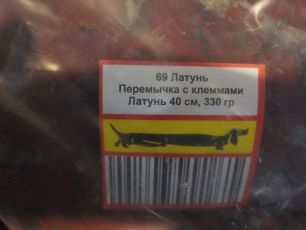 69 Латунь
Перемычка с клеммами
Латунь 40 см, 330 гр